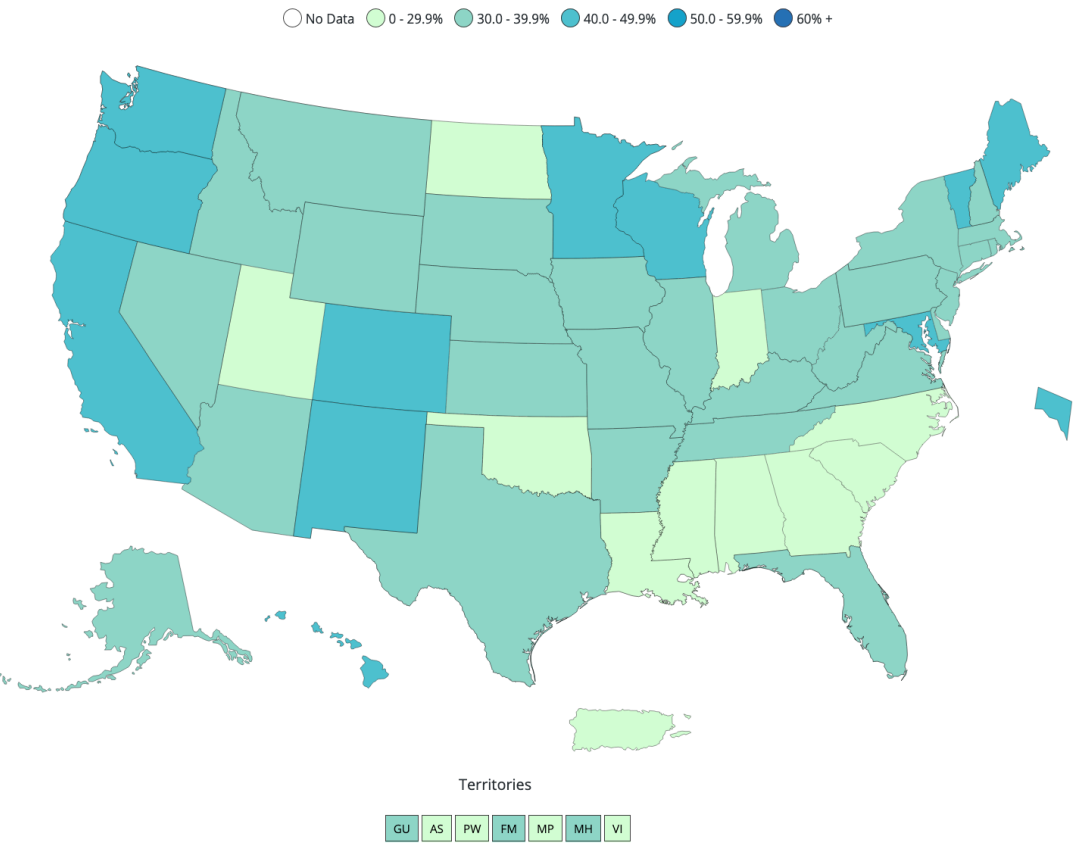 No Data 0 - 29.9% 30.0 - 39.9% 40.0 - 49.9% 50.0 - 59.9% 60% +
Territories
GU AS PW FM MP MH VI